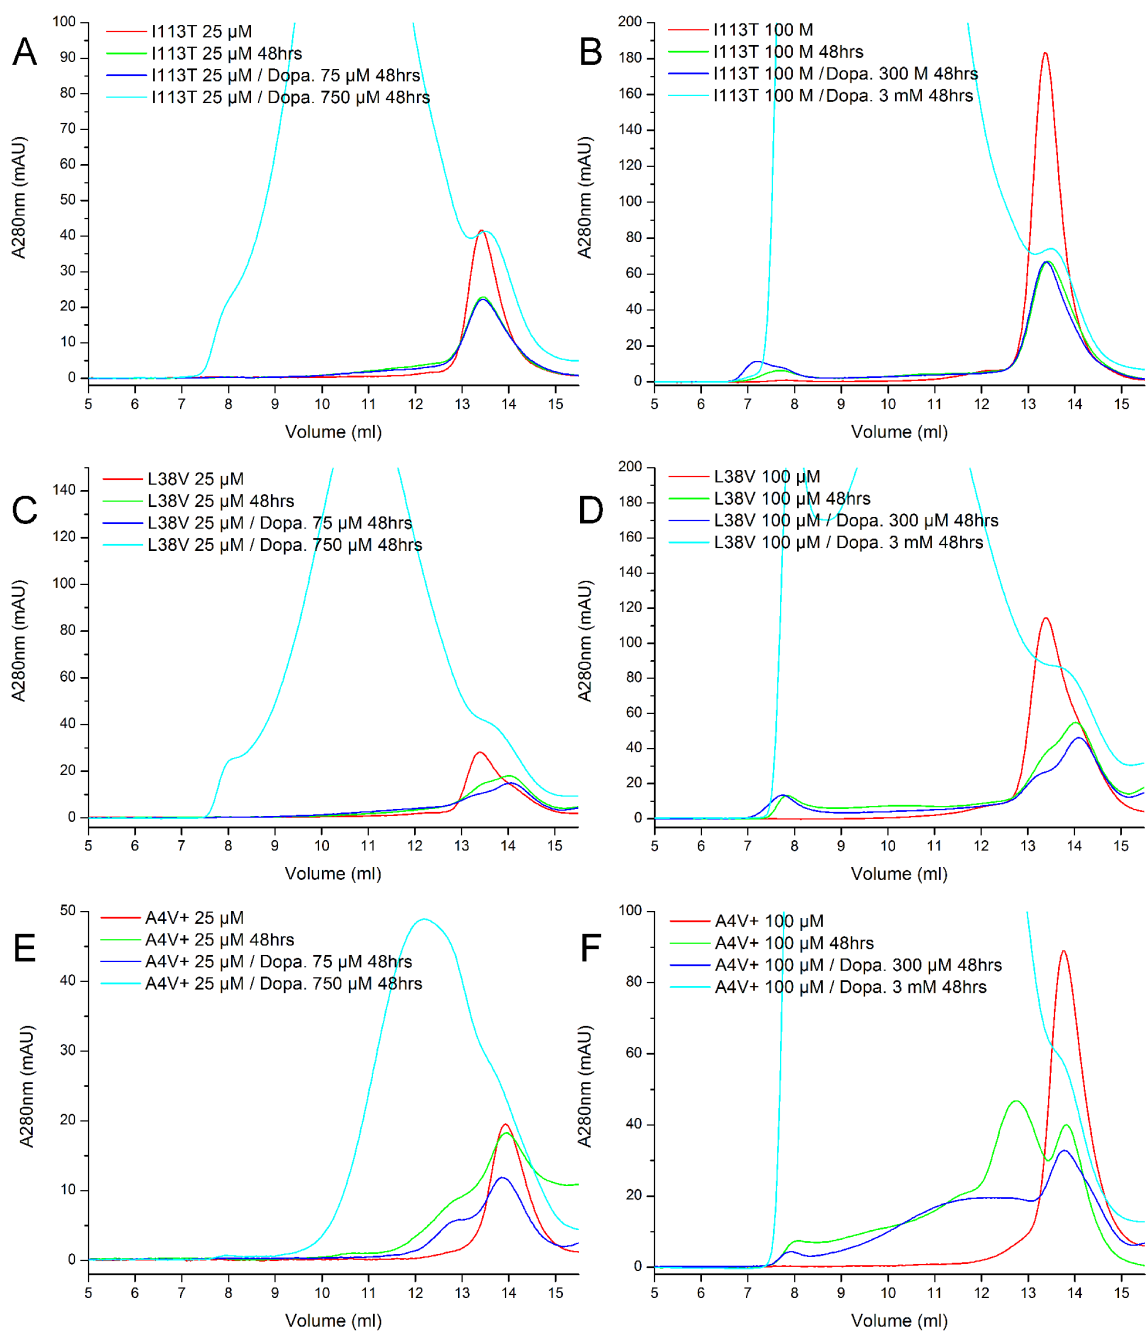 A
I113T 25 µM
I113T 25 µM 48hrs
I113T 25 µM / Dopa. 75 µM 48hrs
I113T 25 µM / Dopa. 750 µM 48hrs
A280nm (mAU)
100
90
80
70
60
50
40
30
20
10
0
5 6 7 8 9 10 11 12 13 14 15
Volume (ml)
B
I113T 100 M
I113T 100 M 48hrs
I113T 100 M / Dopa. 300 M 48hrs
I113T 100 M / Dopa. 3 mM 48hrs
A280nm (mAU)
200
180
160
140
120
100
80
60
40
20
0
5 6 7 8 9 10 11 12 13 14 15
Volume (ml)
C
L38V 25 µM
L38V 25 µM 48hrs
L38V 25 µM / Dopa. 75 µM 48hrs
L38V 25 µM / Dopa. 750 µM 48hrs
A280nm (mAU)
140
120
100
80
60
40
20
0
5 6 7 8 9 10 11 12 13 14 15
Volume (ml)
D
L38V 100 µM
L38V 100 µM 48hrs
L38V 100 µM / Dopa. 300 µM 48hrs
L38V 100 µM / Dopa. 3 mM 48hrs
A280nm (mAU)
200
180
160
140
120
100
80
60
40
20
0
5 6 7 8 9 10 11 12 13 14 15
Volume (ml)
E
A4V+ 25 µM
A4V+ 25 µM 48hrs
A4V+ 25 µM / Dopa. 75 µM 48hrs
A4V+ 25 µM / Dopa. 750 µM 48hrs
A280nm (mAU)
50
40
30
20
10
0
5 6 7 8 9 10 11 12 13 14 15
Volume (ml)
F
A4V+ 100 µM
A4V+ 100 µM 48hrs
A4V+ 100 µM / Dopa. 300 µM 48hrs
A4V+ 100 µM / Dopa. 3 mM 48hrs
A280nm (mAU)
100
80
60
40
20
0
5 6 7 8 9 10 11 12 13 14 15
Volume (ml)